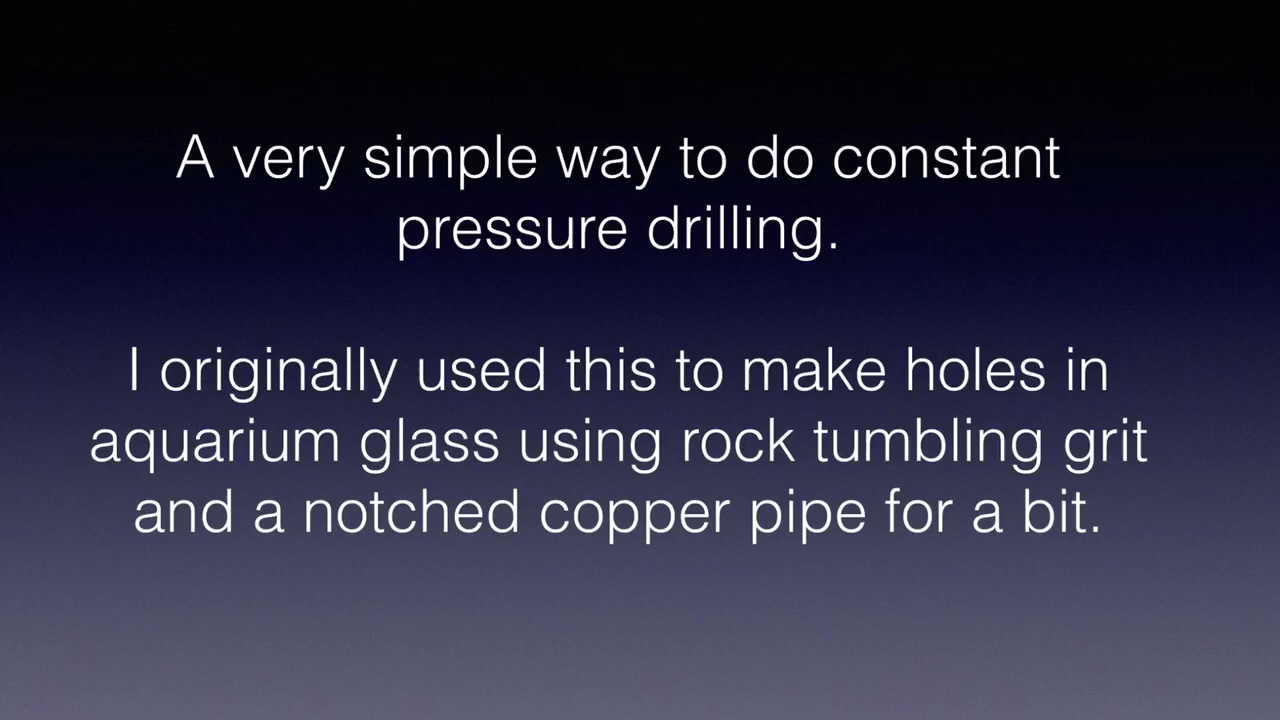 A very simple way to do constant
pressure drilling.
I originally used this to make holes in
aquarium glass using rock tumbling grit
and a notched copper pipe for a bit.